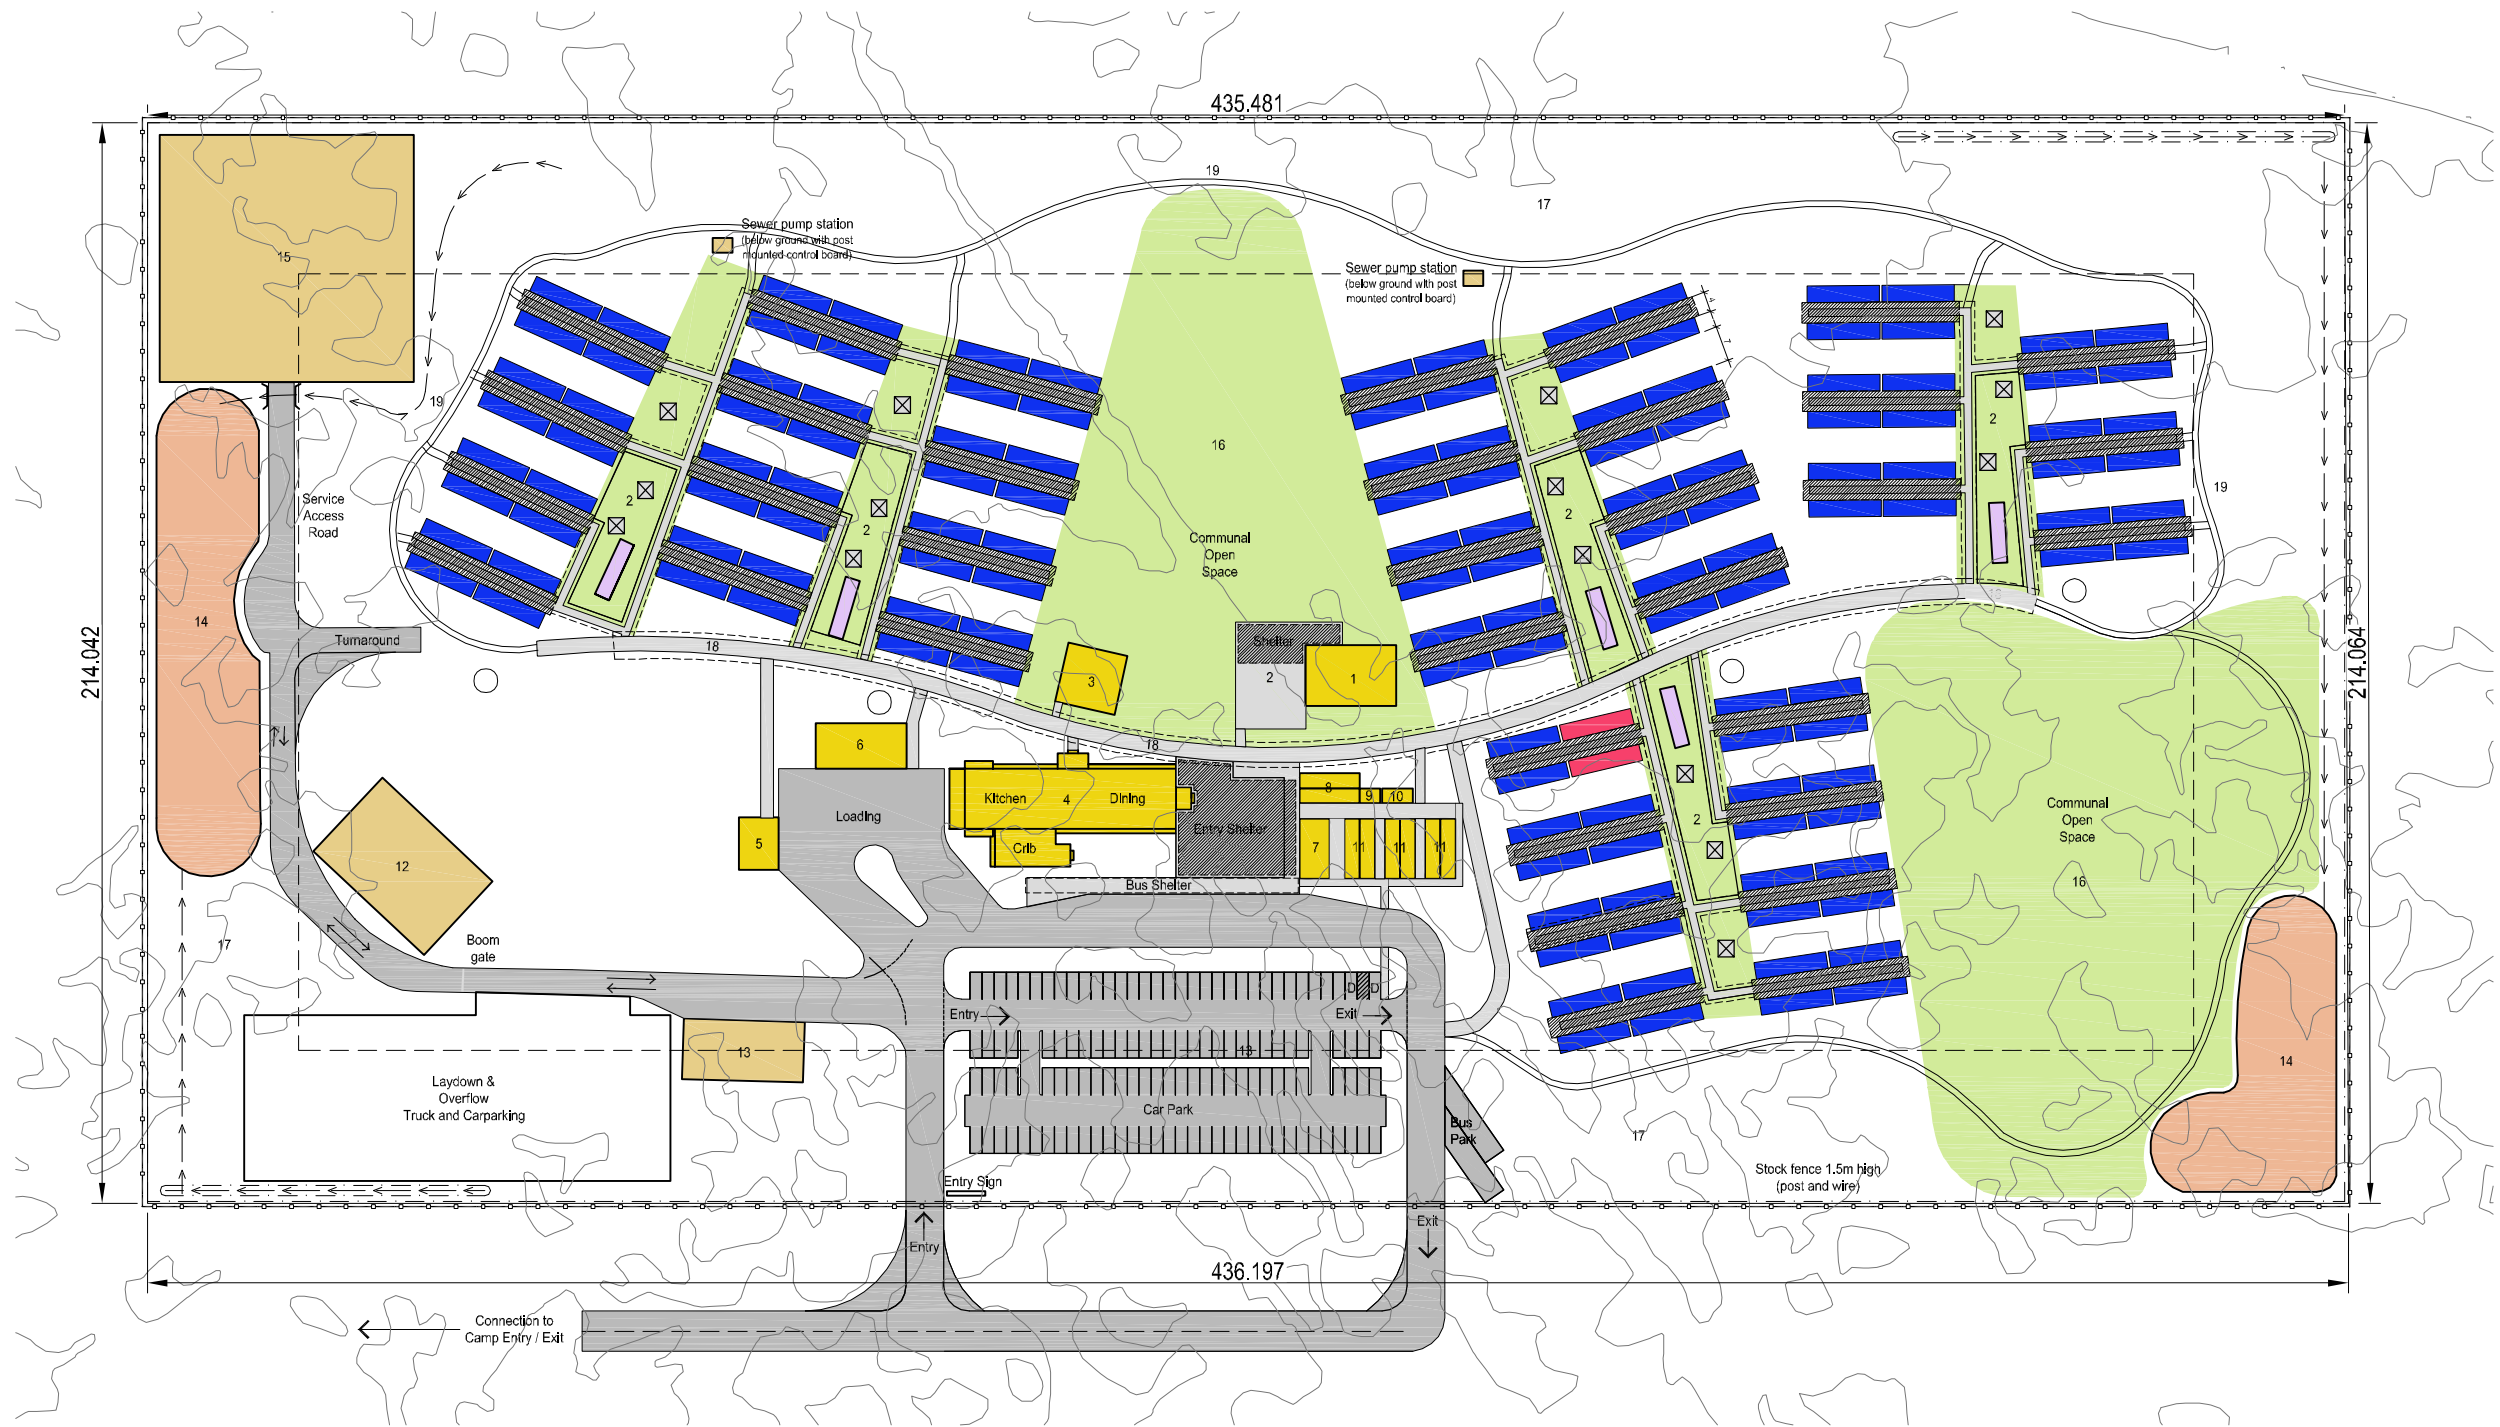 435.481
19
17
Sewer pump station
(below ground with post
mounted control board)
15
Sewer pump station
(below ground with post
mounted control board)
4
7
19
2
16
19
2
2
2
Service
Access
Road
Communal
Open
Space
14
Turnaround
18
Shelter
2
1
3
214.042
214.064
18
6
18
Kitchen
4
Dining
8
9
10
Loading
Entry Shelter
5
Crib
7
11
11
11
2
Communal
Open
Space
12
Bus Shelter
16
17
Boom
gate
D
D
Entry
Exit
13
13
14
Laydown &
Overflow
Truck and Carparking
Car Park
Bus
Park
17
Stock fence 1.5m high
(post and wire)
Entry Sign
Entry
Exit
436.197
Connection to
Camp Entry / Exit